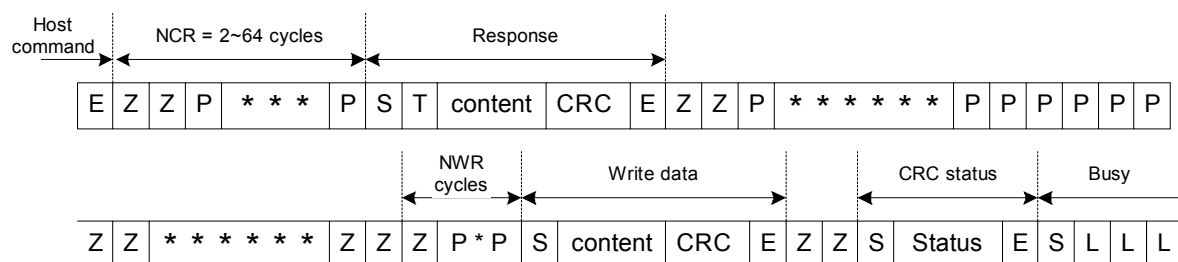 Host
command
NCR = 2~64 cycles
Response
E Z Z P * * * P S T content CRC E Z Z P * * * * * * P P P P P P
NWR
cycles
Write data
CRC status
Busy
Z Z * * * * * * Z Z Z P * P S content CRC E Z Z S Status E S L L L